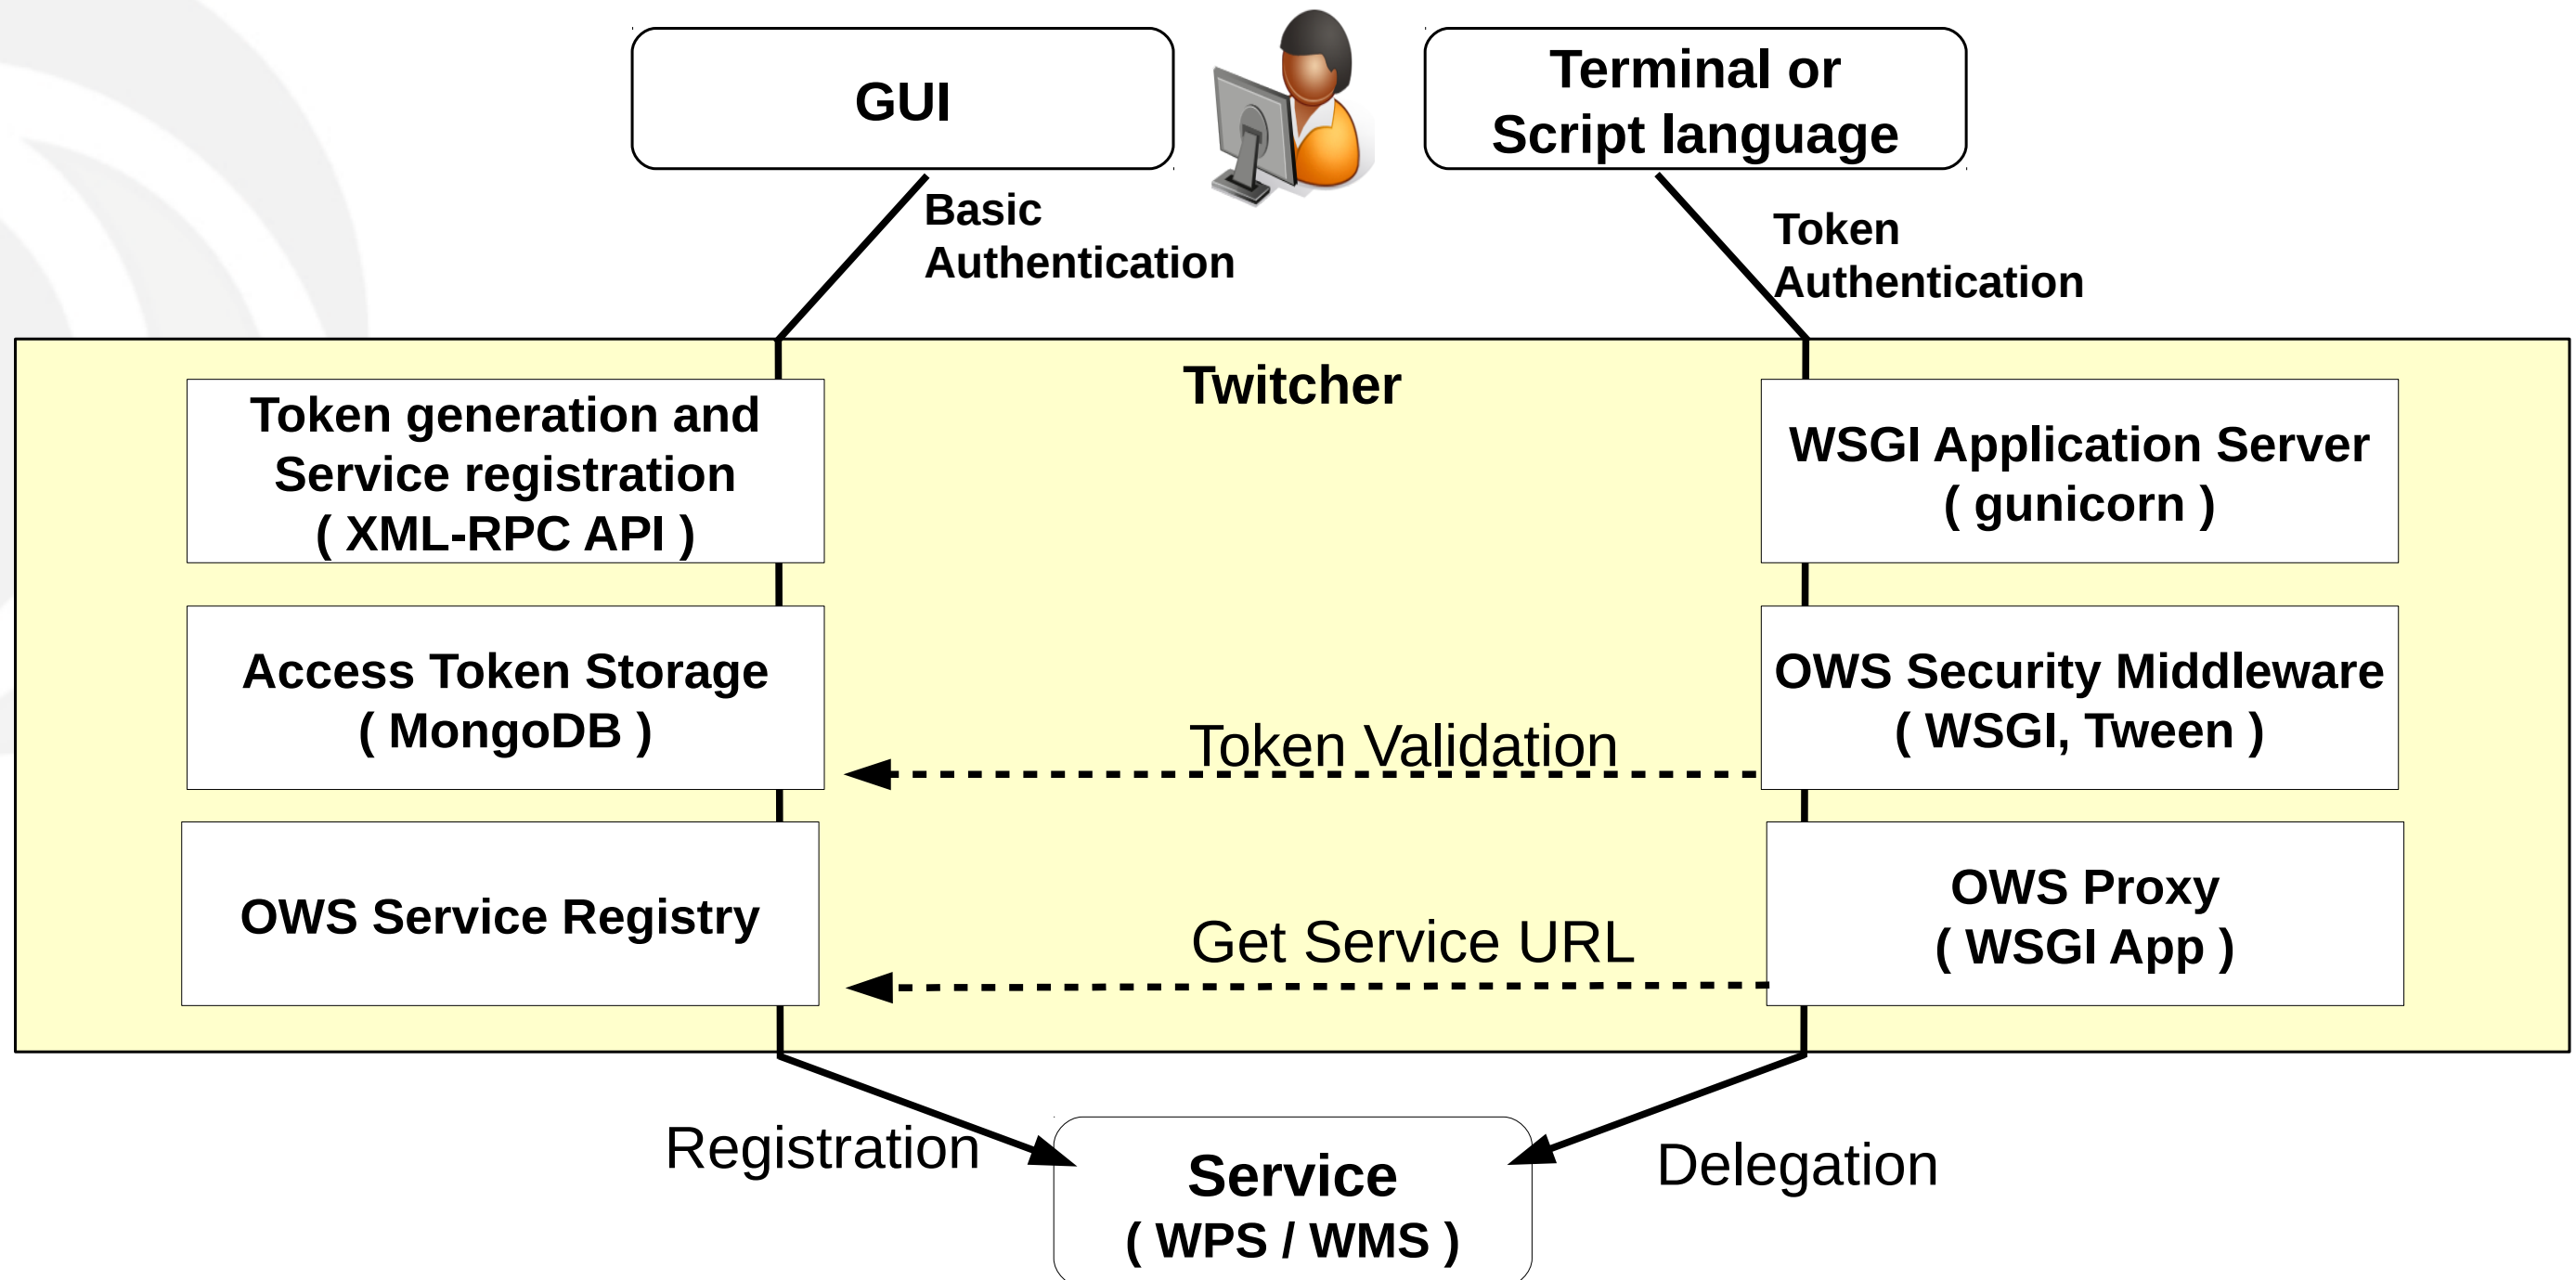 GUI
Terminal or
Script language
Basic
Authentication
Token
Authentication
Twitcher
Token generation and
Service registration
( XML-RPC API )
WSGI Application Server
( gunicorn )
Access Token Storage
( MongoDB )
Token Validation
OWS Security Middleware
( WSGI, Tween )
OWS Service Registry
Get Service URL
OWS Proxy
( WSGI App )
Registration
Service
( WPS / WMS )
Delegation